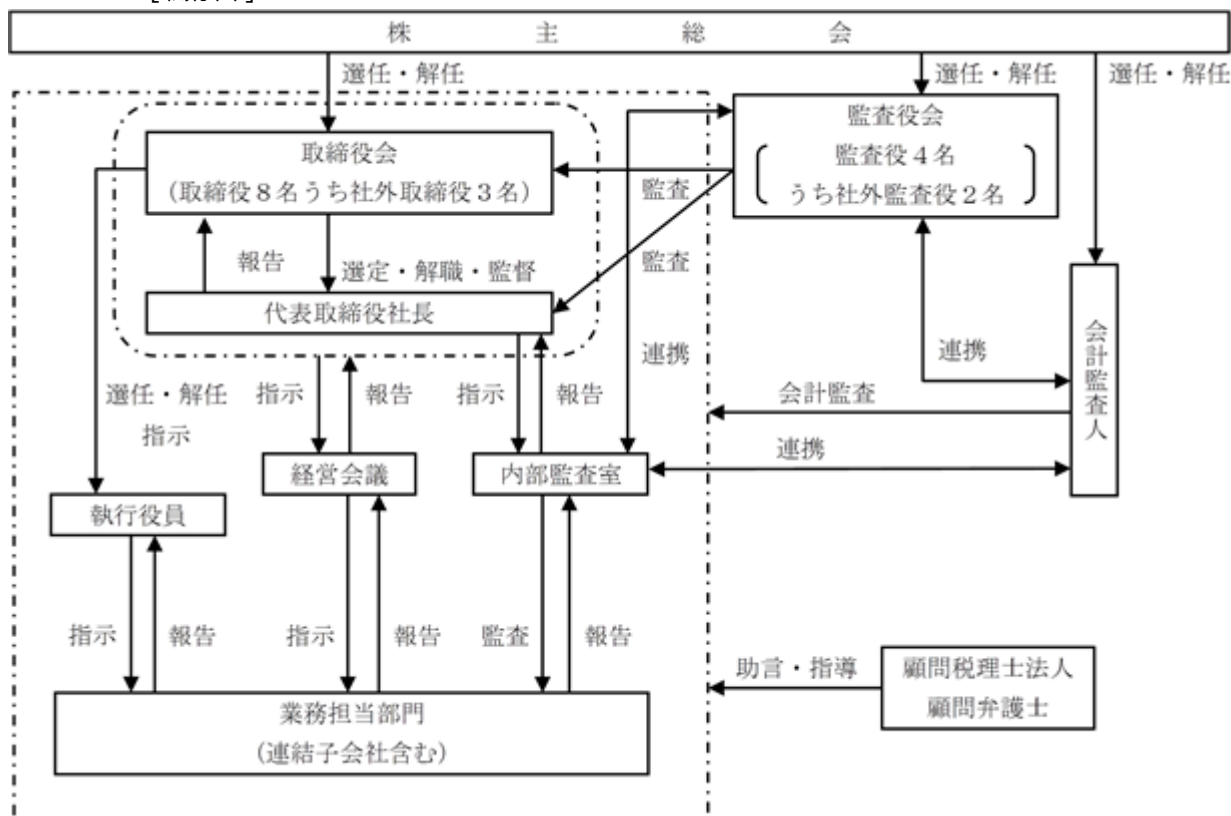 株主総会
選任・解任
選任・解任
選任・解任
取締役会
(取締役8名うち社外取締役3名)
監査役会
監査役4名
うち社外監査役2名
監査
監査
報告
選定・解職・監督
代表取締役社長
連携
連携
会計監査人
選任・解任
指示
指示
報告
指示
報告
会計監査
連携
経営会議
内部監査室
執行役員
指示
報告
指示
報告
監査
報告
助言・指導
顧問税理士法人
顧問弁護士
業務担当部門
(連結子会社含む)